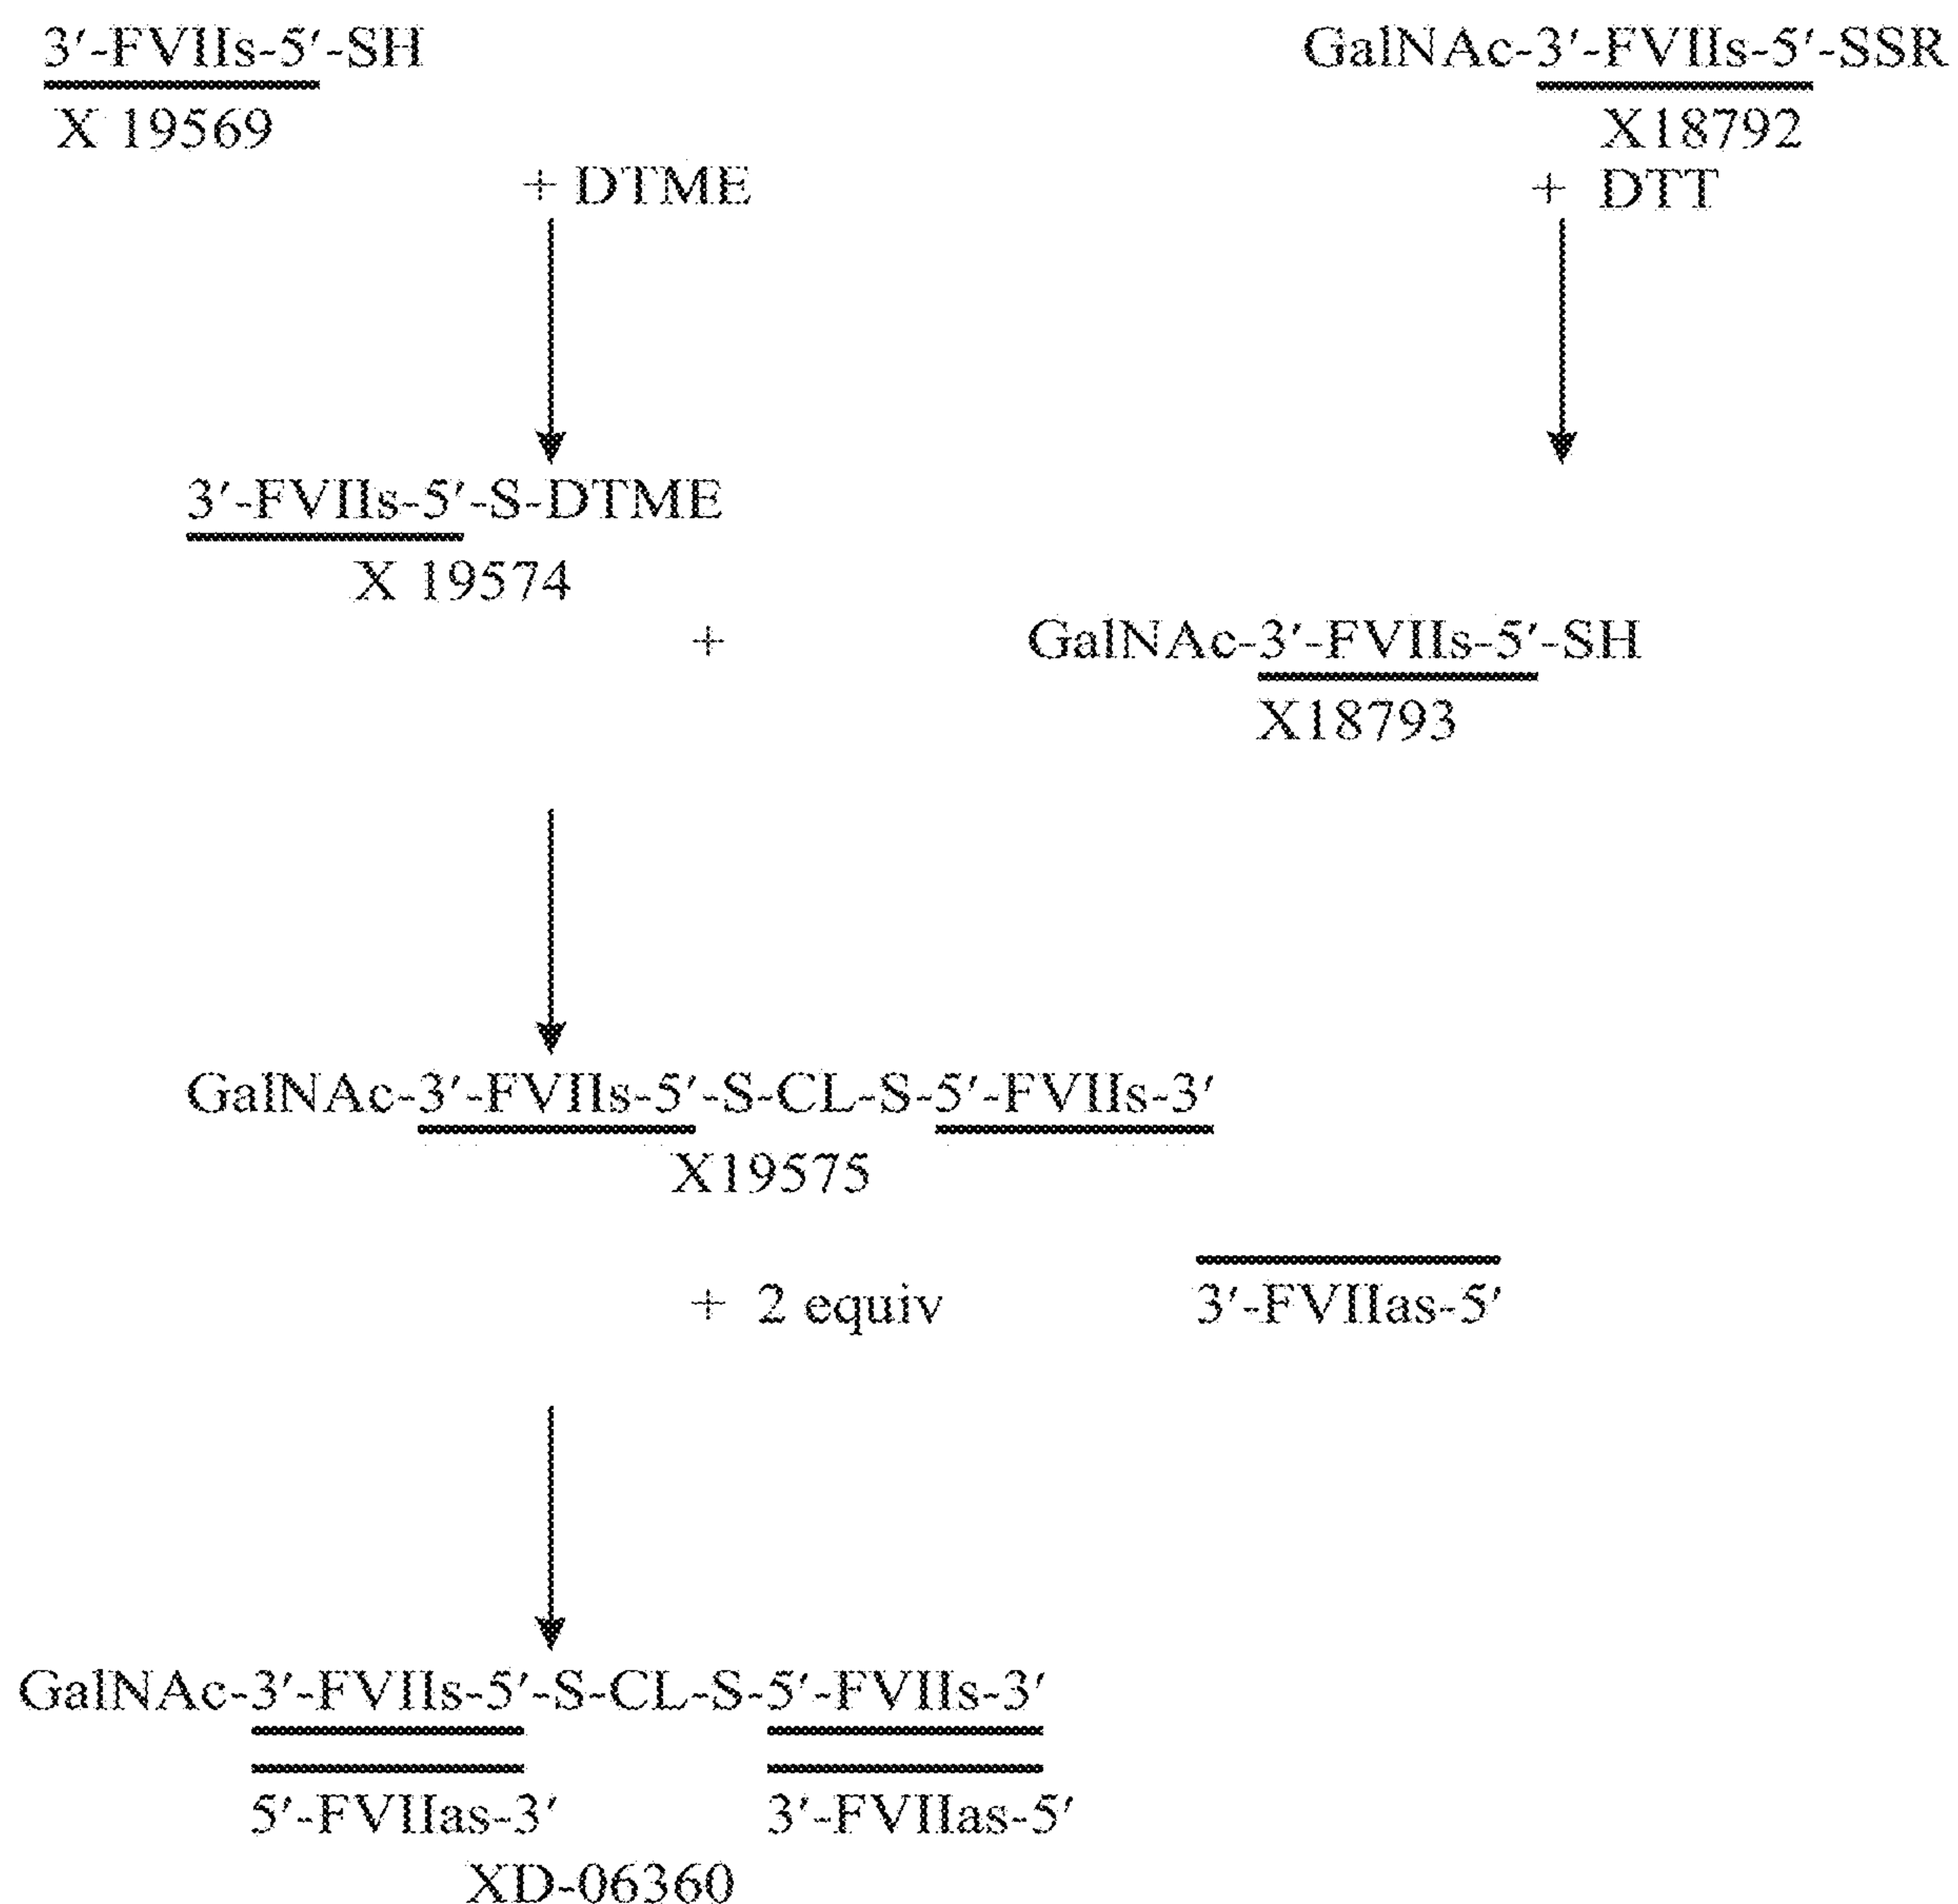 3′-FVIIs-5′-SH
GalNAc-3′-FVIIs-5′-SSR
X 19569
X18792
+ DTME
+ DTT
3′-FVIIs-5′-S-DTME
X 19574
+
GalNAc-3′-FVIIs-5′-SH
X18793
GalNAc-3′-FVIIs-5′-S-CL-S-5′-FVIIs-3′
X19575
+ 2 equiv
3′-FVIIas-5′
GalNAc-3′-FVIIs-5′-S-CL-S-5′-FVIIs-3′
5′-FVIIas-3′
3′-FVIIas-5′
XD-06360